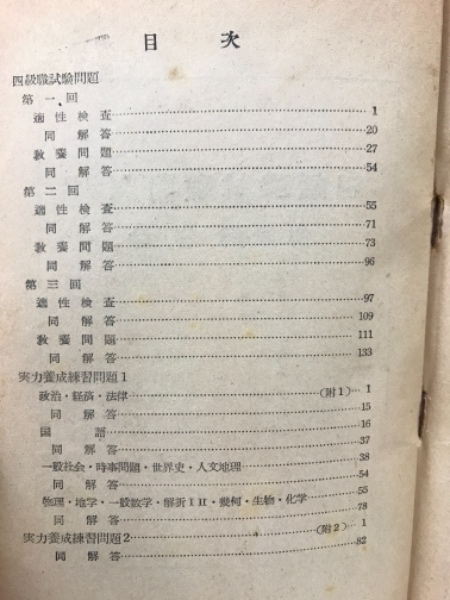 目次
四級職試験問題
第一回
適性検査……1
同解答……20
教養問題……27
同解答……54
第二回
適性検査……55
同解答……71
教養問題……73
同解答……96
第三回
適性検査……97
同解答……109
教養問題……111
同解答……133
実力養成練習問題1
政治・経済・法律……(附1)…1
同解答……15
国語……16
同解答……37
一般社会・時事問題・世界史・人文地理……38
同解答……54
物理・地学・一般数学・解析ⅠⅡ・幾何・生物・化学……55
同解答……78
実力養成練習問題2……(附2)…1
同解答……82